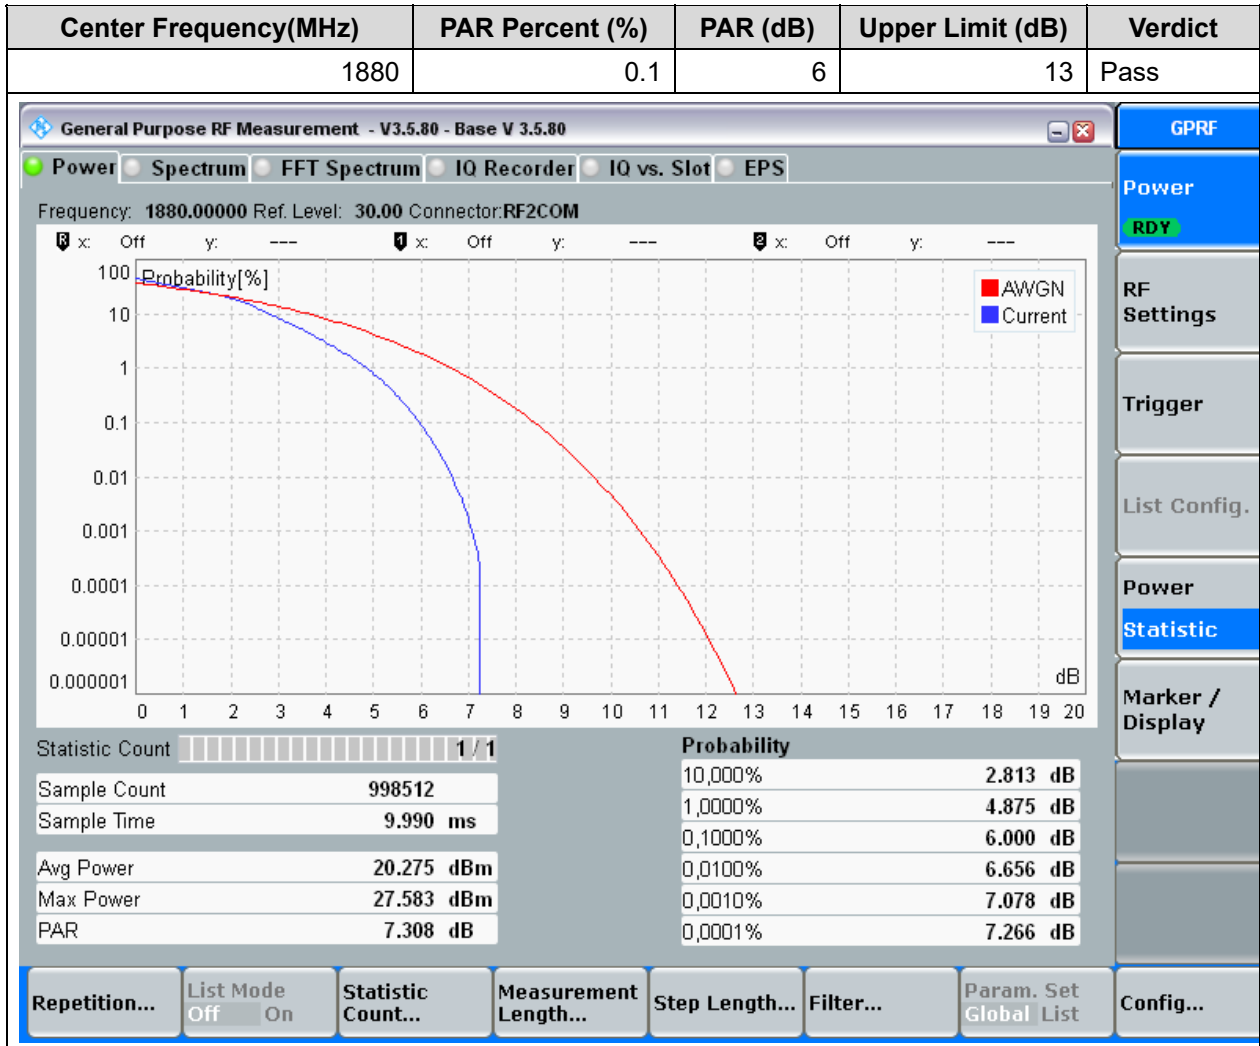 Center Frequency(MHz) PAR Percent (%) PAR (dB) Upper Limit (dB) Verdict
1880 0.1 6 13 Pass
General Purpose RF Measurement - V3.5.80 - Base V 3.5.80
GPRF
Power Spectrum FFT Spectrum IQ Recorder IQ vs. Slot EPS
Frequency: 1880.00000 Ref. Level: 30.00 Connector:RF2COM
R x: Off y: --- 1 x: Off y: --- 2 x: Off y: ---
Probability[%]
100
10
1
0.1
0.01
0.001
0.0001
0.00001
0.000001
AWGN
Current
dB
0 1 2 3 4 5 6 7 8 9 10 11 12 13 14 15 16 17 18 19 20
Statistic Count 1 / 1
Sample Count 998512
Sample Time 9.990 ms
Avg Power 20.275 dBm
Max Power 27.583 dBm
PAR 7.308 dB
Probability
10,000% 2.813 dB
1,0000% 4.875 dB
0,1000% 6.000 dB
0,0100% 6.656 dB
0,0010% 7.078 dB
0,0001% 7.266 dB
Power
RDY
RF
Settings
Trigger
List Config.
Power
Statistic
Marker /
Display
Repetition...
List Mode
Off On
Statistic
Count...
Measurement
Length...
Step Length...
Filter...
Param. Set
Global List
Config...